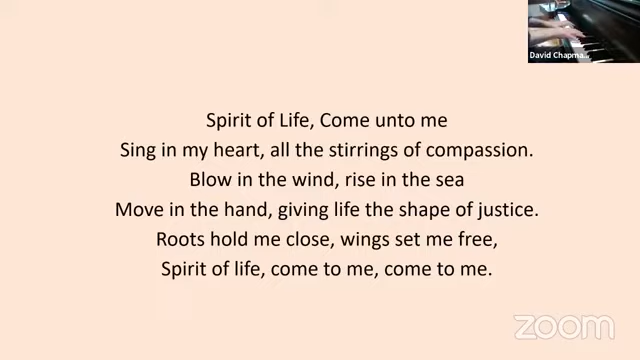 David Chapma...
Spirit of Life, Come unto me
Sing in my heart, all the stirrings of compassion.
Blow in the wind, rise in the sea
Move in the hand, giving life the shape of justice.
Roots hold me close, wings set me free,
Spirit of life, come to me, come to me.
zoom